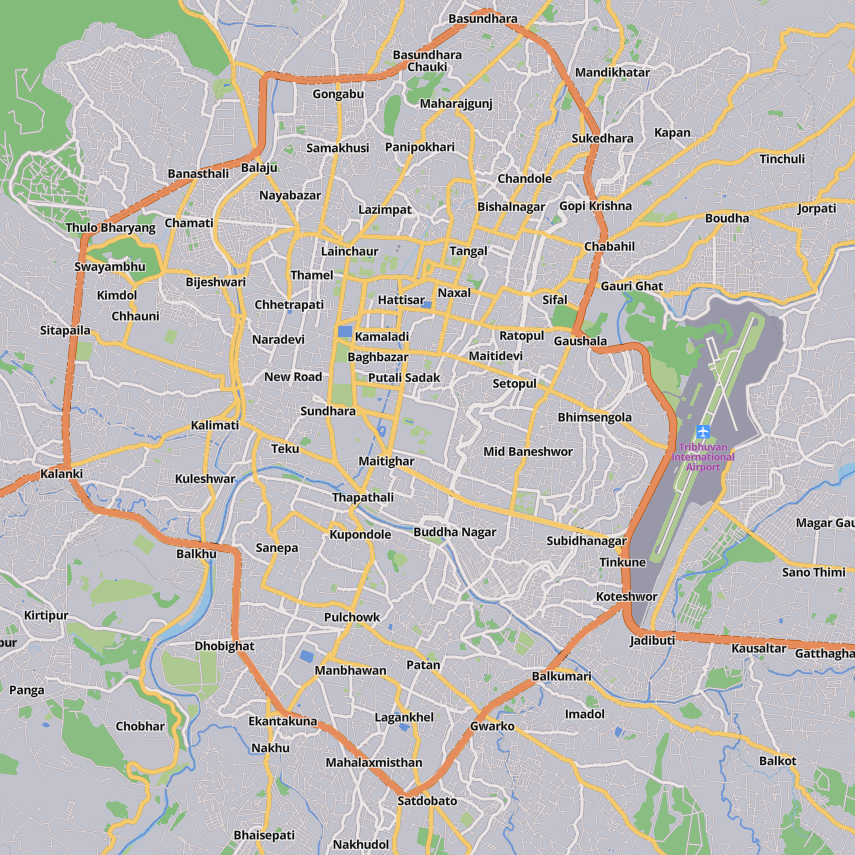 Basundhara
Basundhara
Chauki
Mandikhatar
Gongabu
Maharajgunj
Kapan
Sukedhara
Samakhusi
Panipokhari
Tinchuli
Balaju
Banasthali
Chandole
Nayabazar
Lazimpat
Bishalnagar
Gopi Krishna
Jorpati
Boudha
Thulo Bharyang
Chamati
Lainchaur
Tangal
Chabahil
Swayambhu
Thamel
Bijeshwari
Gauri Ghat
Kimdol
Chhetrapati
Hattisar
Naxal
Sifal
Chhauni
Sitapaila
Naradevi
Kamaladi
Ratopul
Gaushala
Baghbazar
Maitidevi
New Road
Putali Sadak
Setopul
Sundhara
Bhimsengola
Kalimati
Teku
Maitighar
Mid Baneshwor
Tribhuvan
International
Airport
Kalanki
Kuleshwar
Thapathali
Magar Gau
Kupondole
Buddha Nagar
Subidhanagar
Balkhu
Sanepa
Tinkune
Sano Thimi
Koteshwor
Kirtipur
Pulchowk
pur
Dhobighat
Jadibuti
Kausaltar
Gatthagha
Patan
Manbhawan
Balkumari
Panga
Chobhar
Ekantakuna
Lagankhel
Gwarko
Imadol
Nakhu
Mahalaxmisthan
Balkot
Satdobato
Bhaisepati
Nakhudol